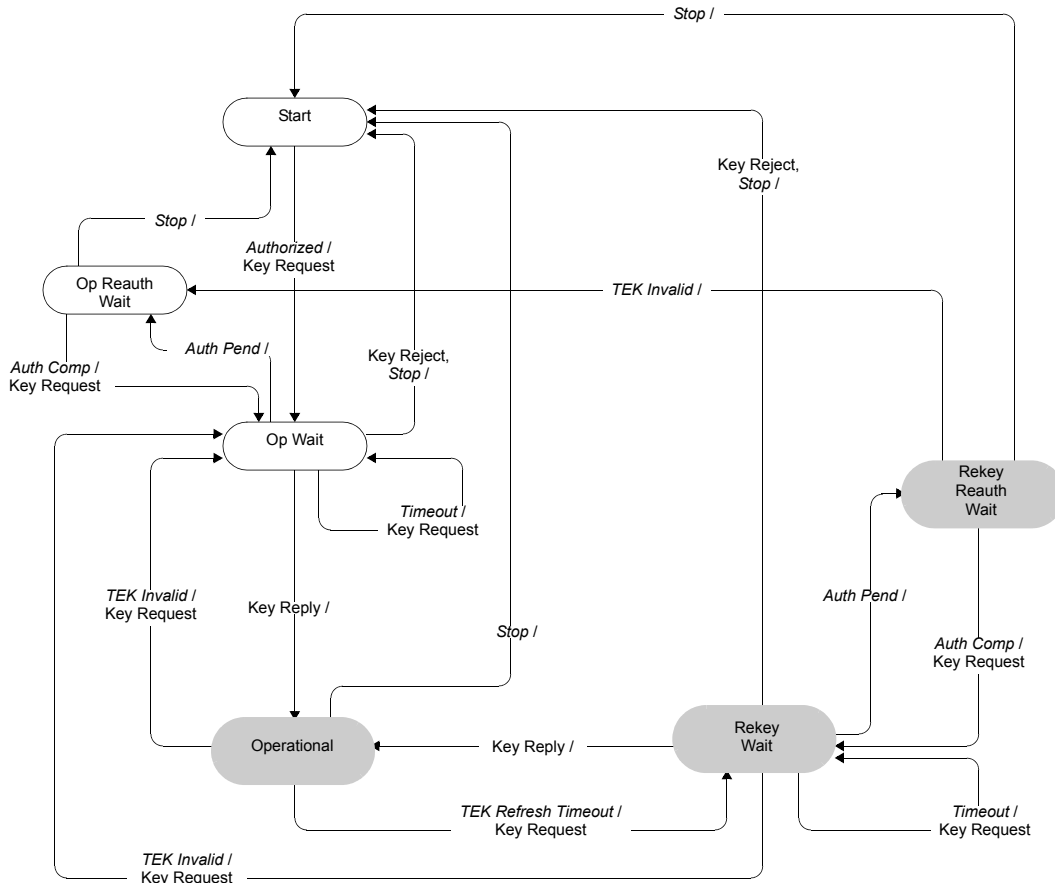 Stop /
Start
Key Reject,
Stop /
Stop /
Authorized /
Key Request
Op Reauth
Wait
TEK Invalid /
Auth Pend /
Key Reject,
Stop /
Auth Comp /
Key Request
Op Wait
Rekey
Reauth
Wait
Timeout /
Key Request
TEK Invalid /
Key Request
Key Reply /
Auth Pend /
Stop /
Auth Comp /
Key Request
Operational
Key Reply /
Rekey
Wait
TEK Refresh Timeout /
Key Request
Timeout /
Key Request
TEK Invalid /
Key Request